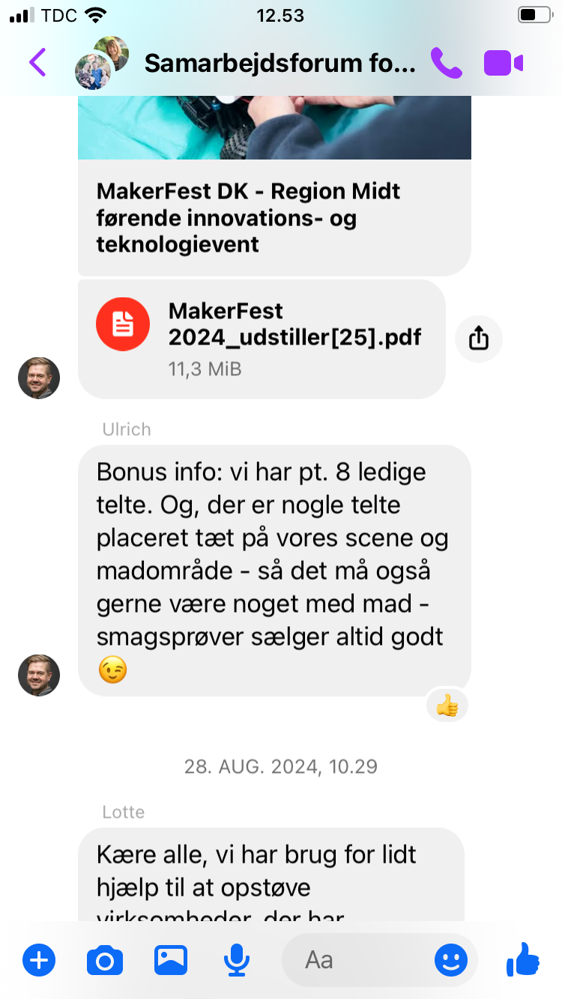 TDC
12.53
Samarbejdsforum fo...
MakerFest DK - Region Midt
førende innovations- og
teknologievent
MakerFest
2024_udstiller[25].pdf
11,3 MiB
Ulrich
Bonus info: vi har pt. 8 ledige
telte. Og, der er nogle telte
placeret tæt på vores scene og
madområde - så det må også
gerne være noget med mad -
smagsprøver sælger altid godt
😉
👍
28. AUG. 2024, 10.29
Lotte
Kære alle, vi har brug for lidt
hjælp til at opstøve
virksomheder, der har
Aa